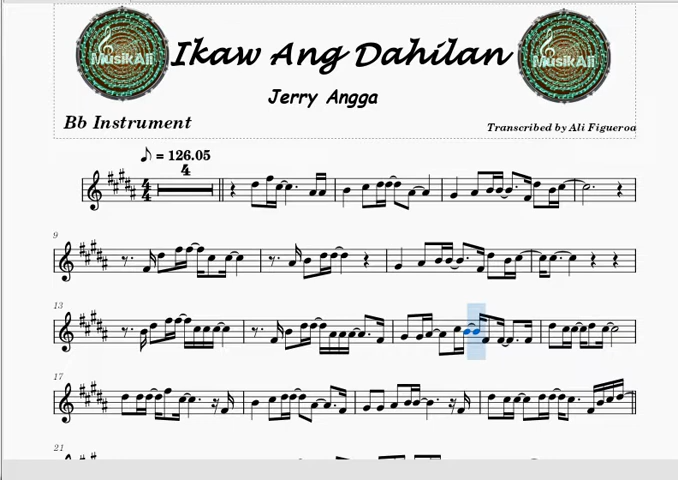 MusikAli
Ikaw Ang Dahilan
MusikAli
Jerry Angga
Bb Instrument
Transcribed by Ali Figueroa
♪ = 126.05
4
4
4
9
13
17
21